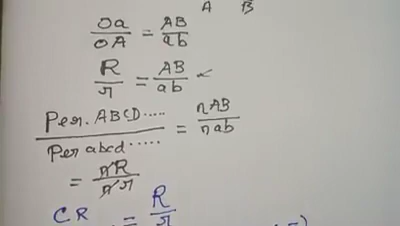 A B
oa/OA = AB/ab
R/r = AB/ab
Per. ABCD...../Per abcd..... = nAB/nab
= nR/nr
CR = R/r